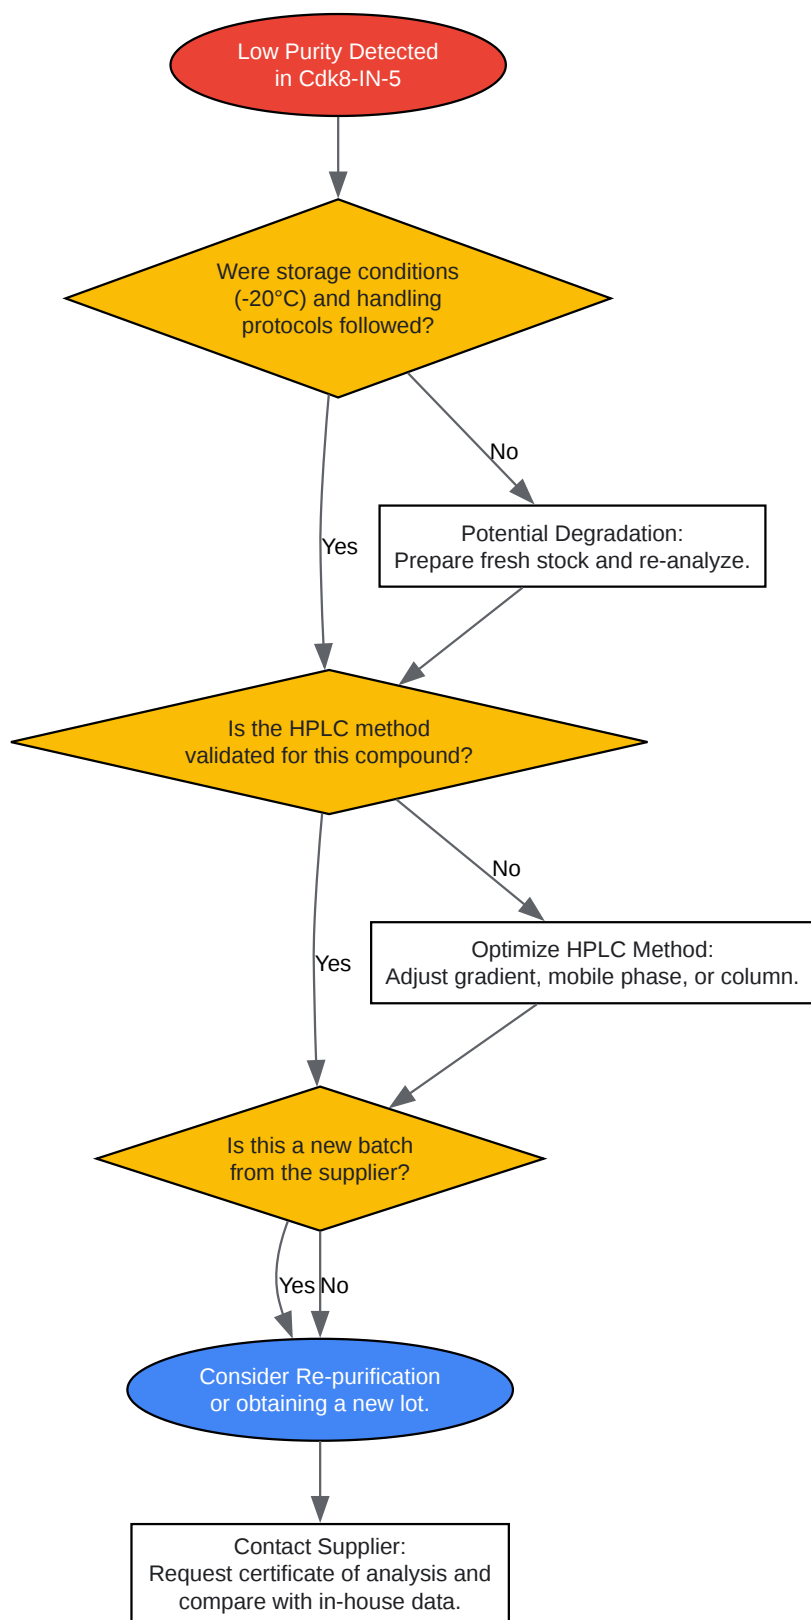 Low Purity Detected
in Cdk8-IN-5
Were storage conditions
(-20°C) and handling
protocols followed?
No
Yes
Potential Degradation:
Prepare fresh stock and re-analyze.
Is the HPLC method
validated for this compound?
No
Yes
Optimize HPLC Method:
Adjust gradient, mobile phase, or column.
Is this a new batch
from the supplier?
Yes
No
Consider Re-purification
or obtaining a new lot.
Contact Supplier:
Request certificate of analysis and
compare with in-house data.